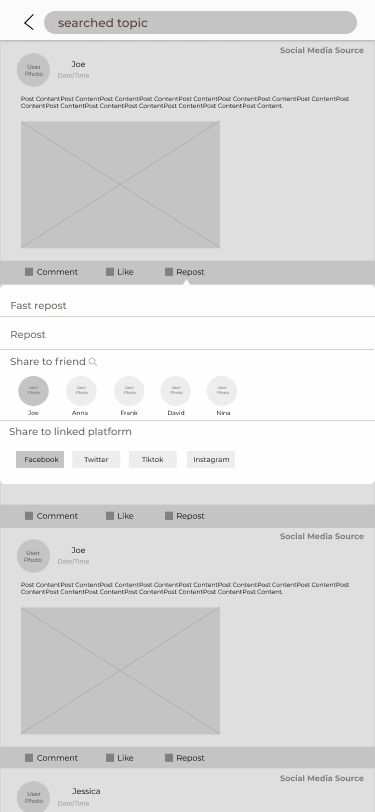 searched topic
Social Media Source
User
Photo
Joe
Date/Time
Post ContentPost ContentPost ContentPost ContentPost ContentPost ContentPost ContentPost ContentPost
ContentPost ContentPost ContentPost ContentPost ContentPost ContentPost Content.
Comment Like Repost
Fast repost
Repost
Share to friend
User
Photo
User
Photo
User
Photo
User
Photo
User
Photo
Joe Anna Frank David Nina
Share to linked platform
Facebook Twitter Tiktok Instagram
Comment Like Repost
Social Media Source
User
Photo
Joe
Date/Time
Post ContentPost ContentPost ContentPost ContentPost ContentPost ContentPost ContentPost ContentPost
ContentPost ContentPost ContentPost ContentPost ContentPost ContentPost Content.
Comment Like Repost
Social Media Source
User
Photo
Jessica
Date/Time